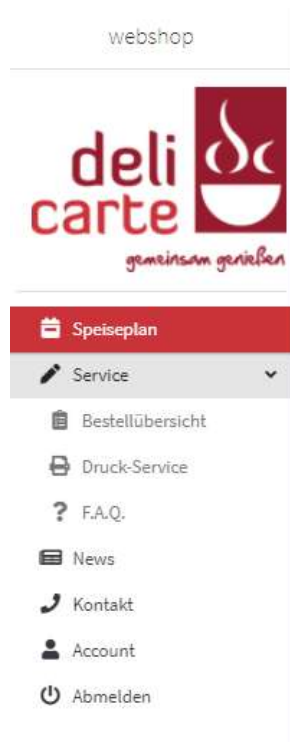 webshop
deli
carte
gemeinsam genießen
Speiseplan
Service
Bestellübersicht
Druck-Service
F.A.Q.
News
Kontakt
Account
Abmelden